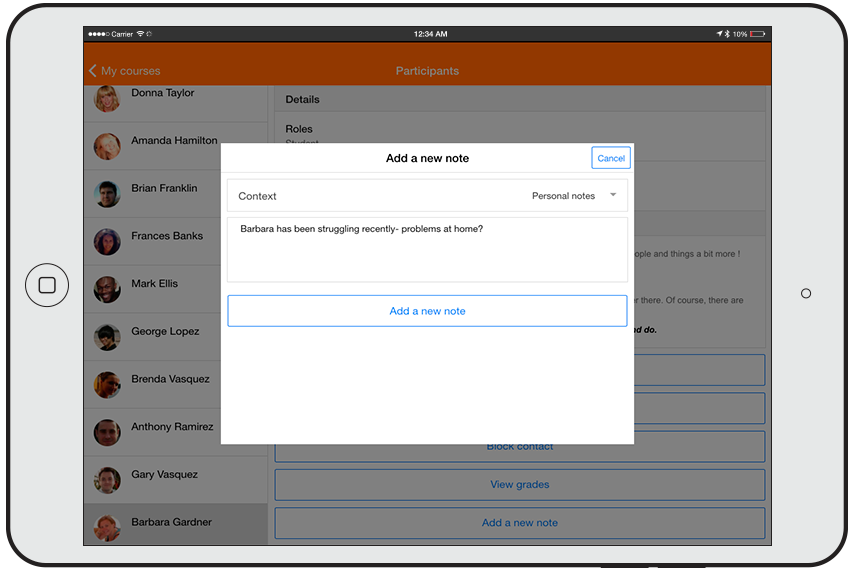 Carrier 12:34 AM 10%
My courses Participants
Donna Taylor
Details
Roles
Student
Amanda Hamilton
Brian Franklin
Frances Banks
Mark Ellis
George Lopez
Brenda Vasquez
Anthony Ramirez
Gary Vasquez
Barbara Gardner
Add a new note Cancel
Context Personal notes
Barbara has been struggling recently- problems at home?
Add a new note
ople and things a bit more !
r there. Of course, there are
nd do.
Block contact
View grades
Add a new note